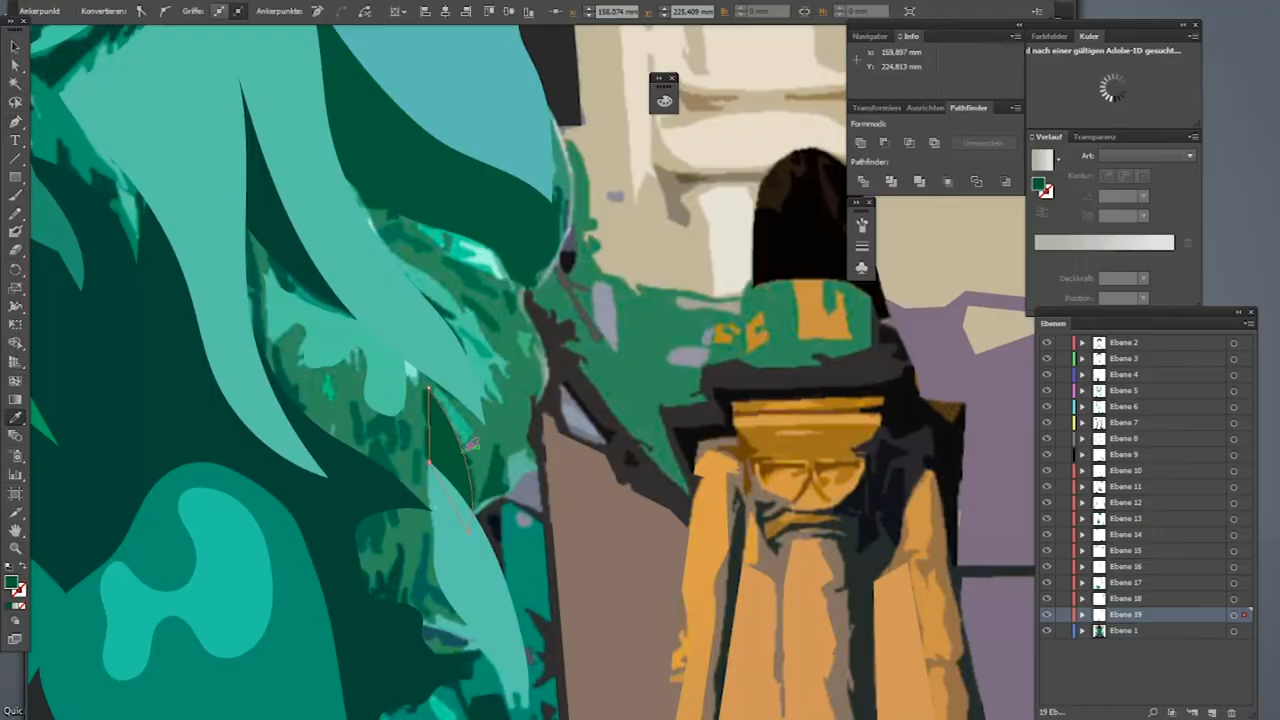 Ankerpunkt Konvertieren: Griffe: Ankerpunkte: 158,074 mm 225,409 mm 0 mm 0 mm
Navigator Info
X: 159,897 mm
Y: 224,813 mm
Farbfelder Kuler
d nach einer gültigen Adobe-ID gesucht...
Transformieren Ausrichten Pathfinder
Formmodi:
Umwandeln
Pathfinder:
Verlauf Transparenz
Art:
Kontur:
Deckkraft:
Position:
Ebenen
Ebene 2
Ebene 3
Ebene 4
Ebene 5
Ebene 6
Ebene 7
Ebene 8
Ebene 9
Ebene 10
Ebene 11
Ebene 12
Ebene 13
Ebene 14
Ebene 15
Ebene 16
Ebene 17
Ebene 18
Ebene 19
Ebene 1
19 Eb...
Quic